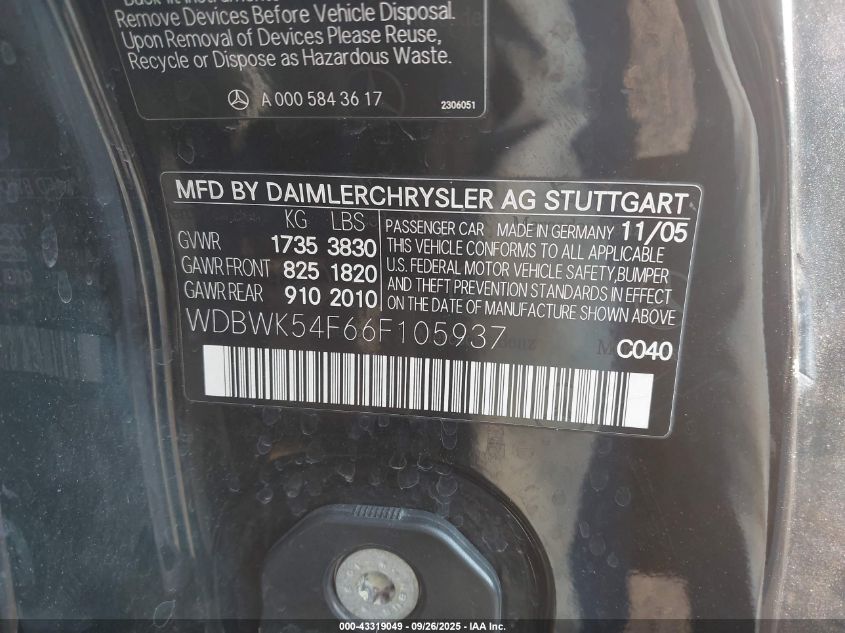 Remove Devices Before Vehicle Disposal.
Upon Removal of Devices Please Reuse,
Recycle or Dispose as Hazardous Waste.
A 000 584 36 17 2306051
MFD BY DAIMLERCHRYSLER AG STUTTGART
KG LBS
GVWR 1735 3830
GAWR FRONT 825 1820
GAWR REAR 910 2010
PASSENGER CAR MADE IN GERMANY 11/05
THIS VEHICLE CONFORMS TO ALL APPLICABLE
U.S. FEDERAL MOTOR VEHICLE SAFETY,BUMPER
AND THEFT PREVENTION STANDARDS IN EFFECT
ON THE DATE OF MANUFACTURE SHOWN ABOVE
WDBWK54F66F105937
C040
000-43319049 - 09/26/2025 - IAA Inc.